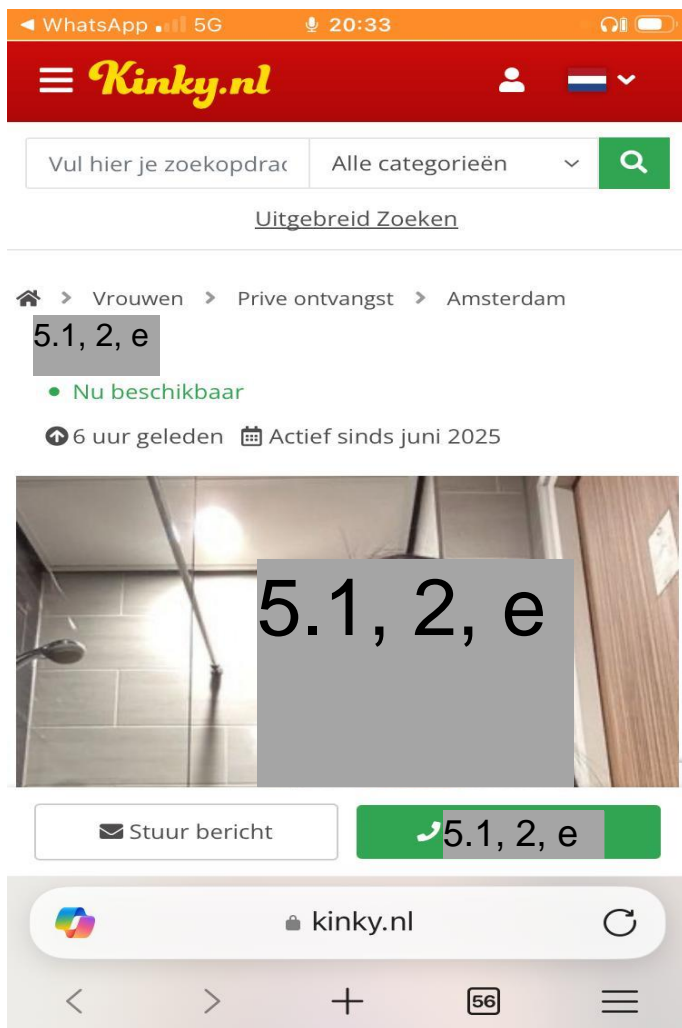 WhatsApp 5G 20:33
Kinky.nl
Vul hier je zoekopdrac Alle categorieën
Uitgebreid Zoeken
Vrouwen > Prive ontvangst > Amsterdam
5.1, 2, e
Nu beschikbaar
6 uur geleden Actief sinds juni 2025
5.1, 2, e
Stuur bericht 5.1, 2, e
kinky.nl
56